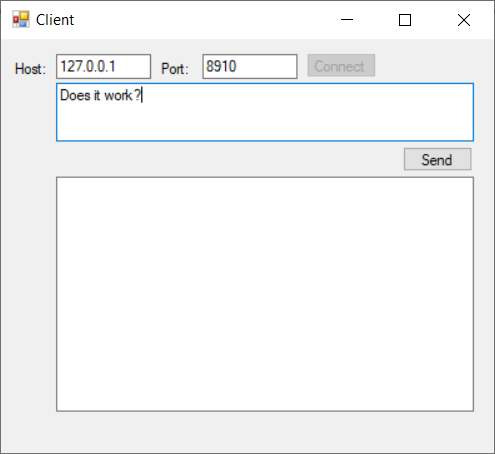 Client
Host: 127.0.0.1 Port: 8910 Connect
Does it work?
Send